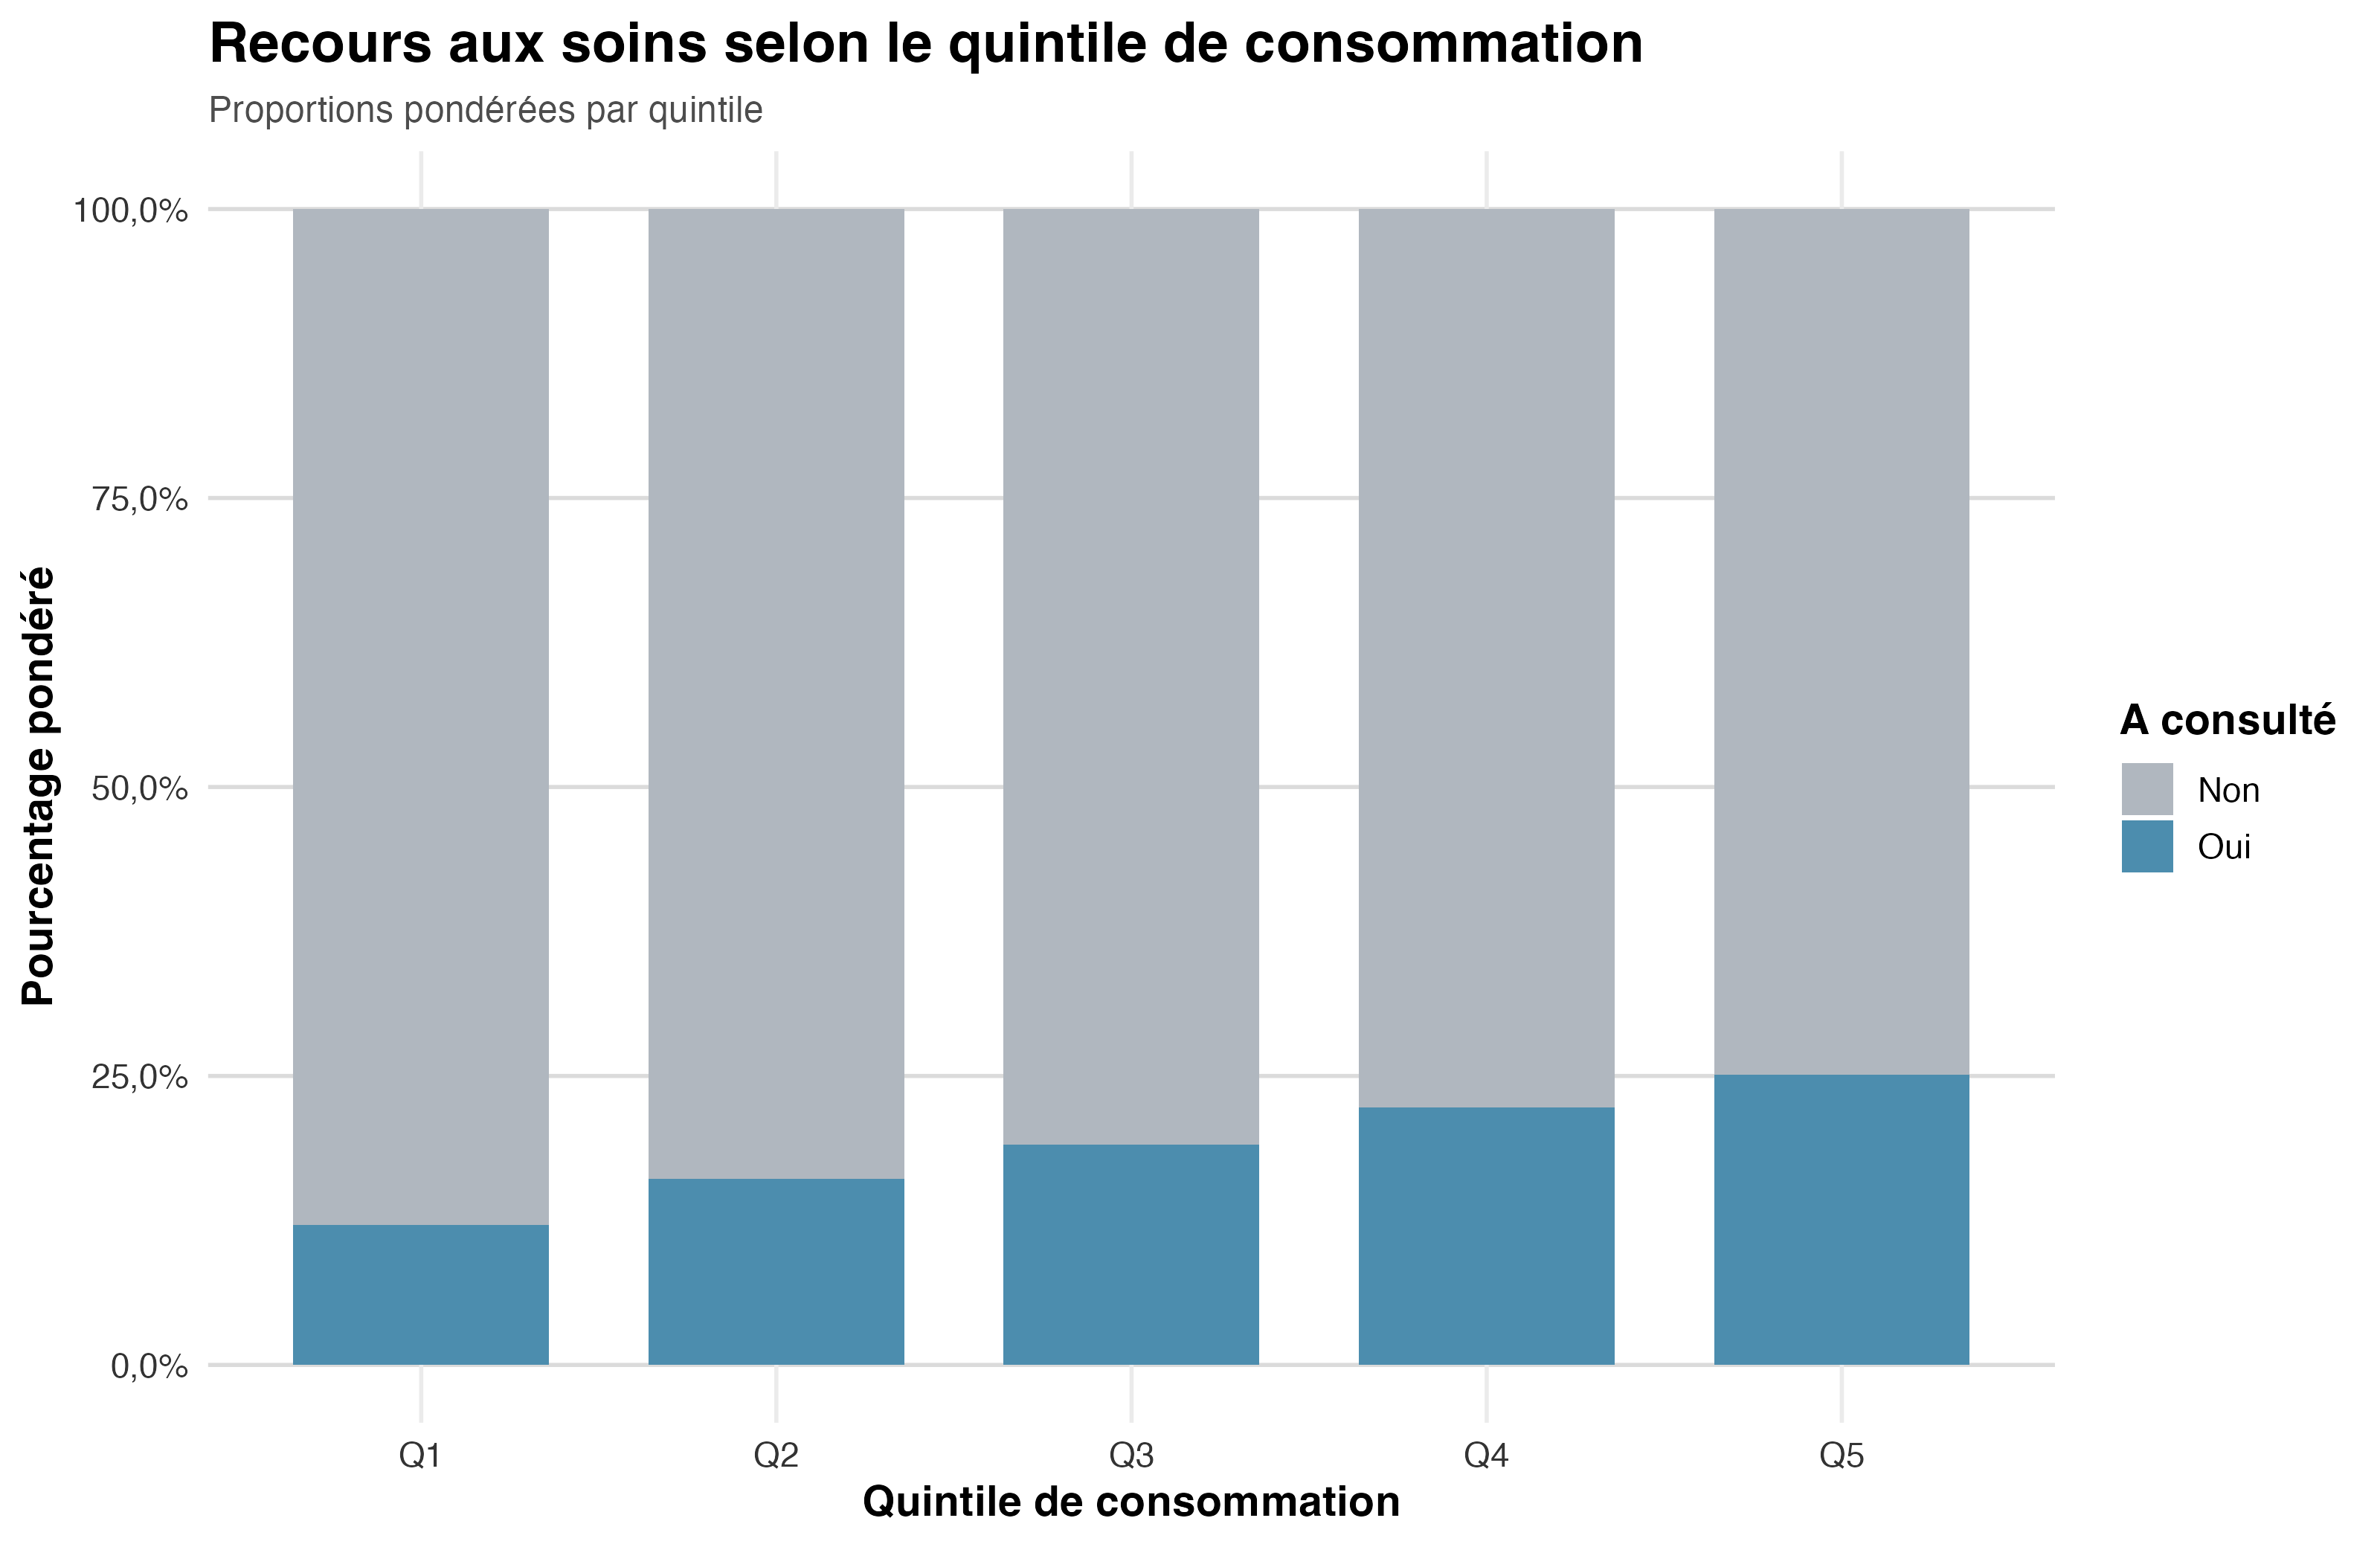 Recours aux soins selon le quintile de consommation
Proportions pondérées par quintile
Pourcentage pondéré
100,0%
75,0%
50,0%
25,0%
0,0%
Q1
Q2
Q3
Q4
Q5
Quintile de consommation
A consulté
Non
Oui